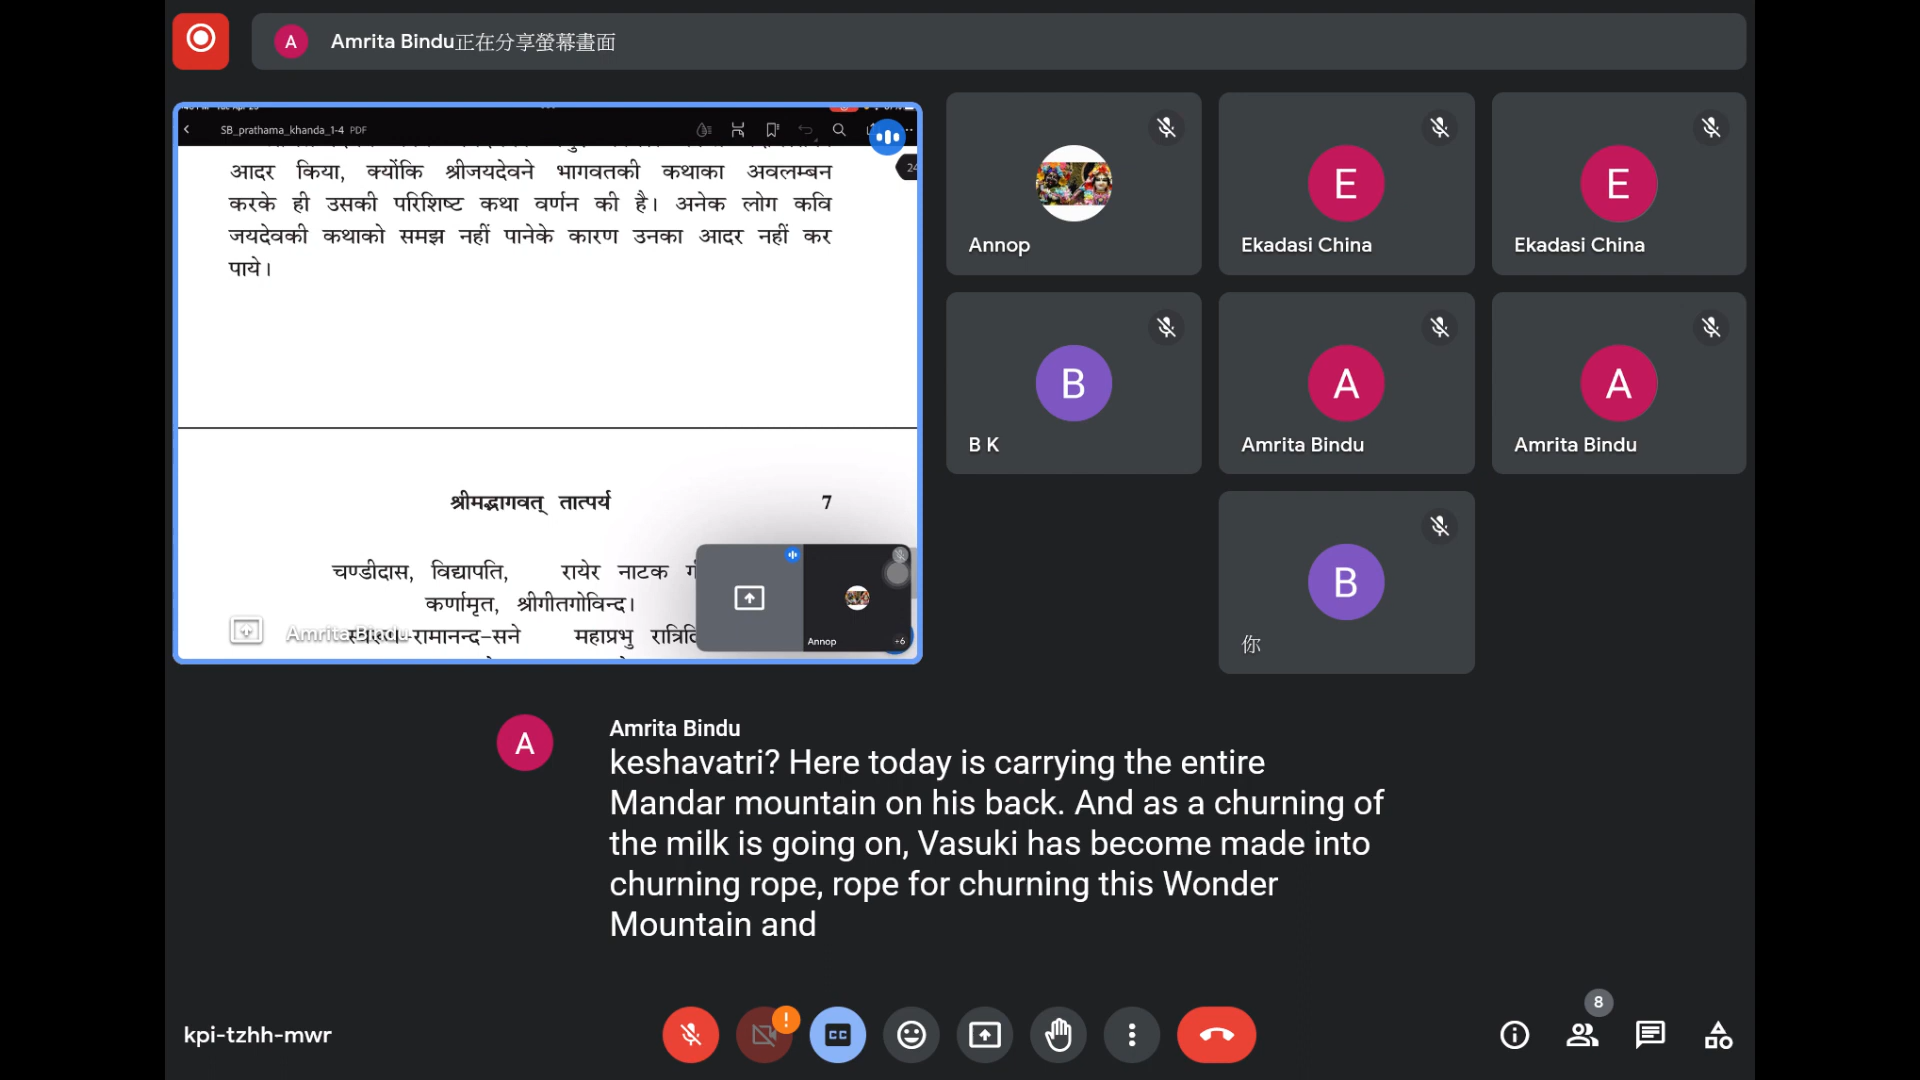 A Amrita Bindu正在分享螢幕畫面
SB_prathama_khanda_1-4 PDF
24
आदर किया, क्योंकि श्रीजयदेवने भागवतकी कथाका अवलम्बन
करके ही उसकी परिशिष्ट कथा वर्णन की है। अनेक लोग कवि
जयदेवकी कथाको समझ नहीं पानेके कारण उनका आदर नहीं कर
पाये।
श्रीमद्भागवत् तात्पर्य 7
चण्डीदास, विद्यापति, रायेर नाटक
कर्णामृत, श्रीगीतगोविन्द।
रामानन्द-सने महाप्रभु
Amrita Bindu
Annop +6
Annop
E
Ekadasi China
E
Ekadasi China
B
B K
A
Amrita Bindu
A
Amrita Bindu
B
你
A
Amrita Bindu
keshavatri? Here today is carrying the entire
Mandar mountain on his back. And as a churning of
the milk is going on, Vasuki has become made into
churning rope, rope for churning this Wonder
Mountain and
kpi-tzhh-mwr
!
CC
8